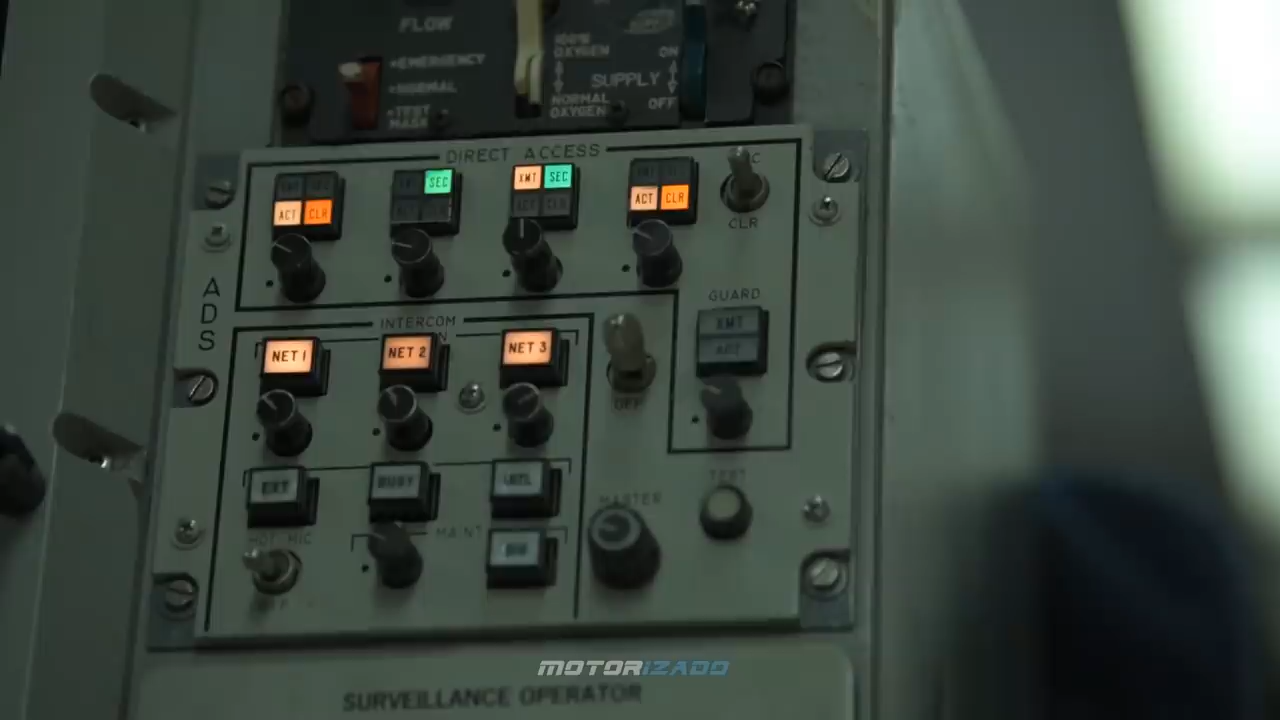 FLOW
EMERGENCY
NORMAL
TEST
MASK
100%
OXYGEN
NORMAL
OXYGEN
SUPPLY
ON
OFF
DIRECT ACCESS
SEC
XMT SEC
ACT CLR
ACT CLR
CLR
ADS
INTERCOM
GUARD
XMT
ACT
NET 1
NET 2
NET 3
OFF
EXT
BUSY
MASTER
TEST
HOT MIC
MAINT
MOTORIZADO
SURVEILLANCE OPERATOR